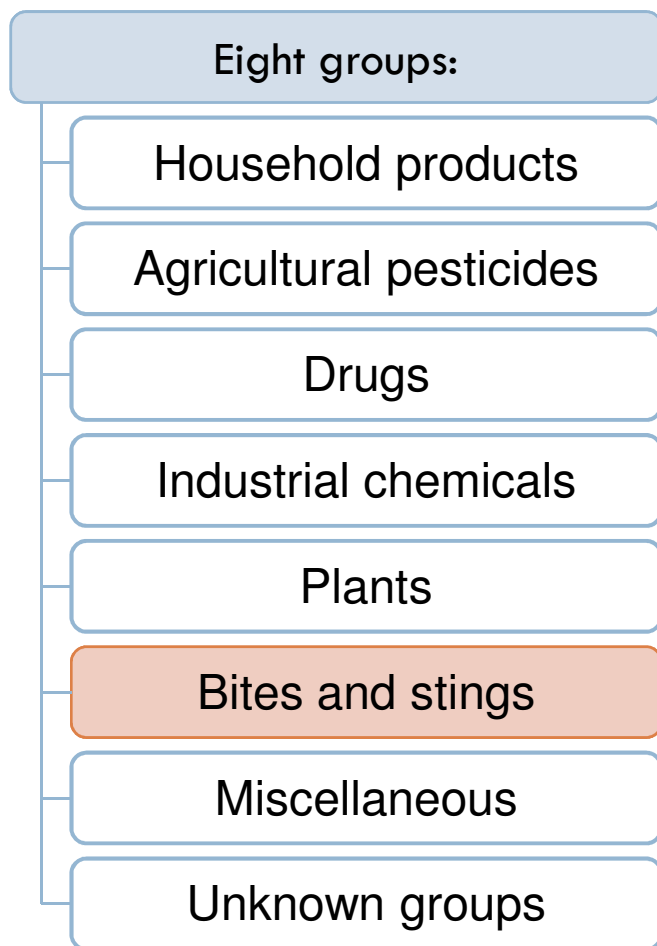 Eight groups:
Household products
Agricultural pesticides
Drugs
Industrial chemicals
Plants
Bites and stings
Miscellaneous
Unknown groups